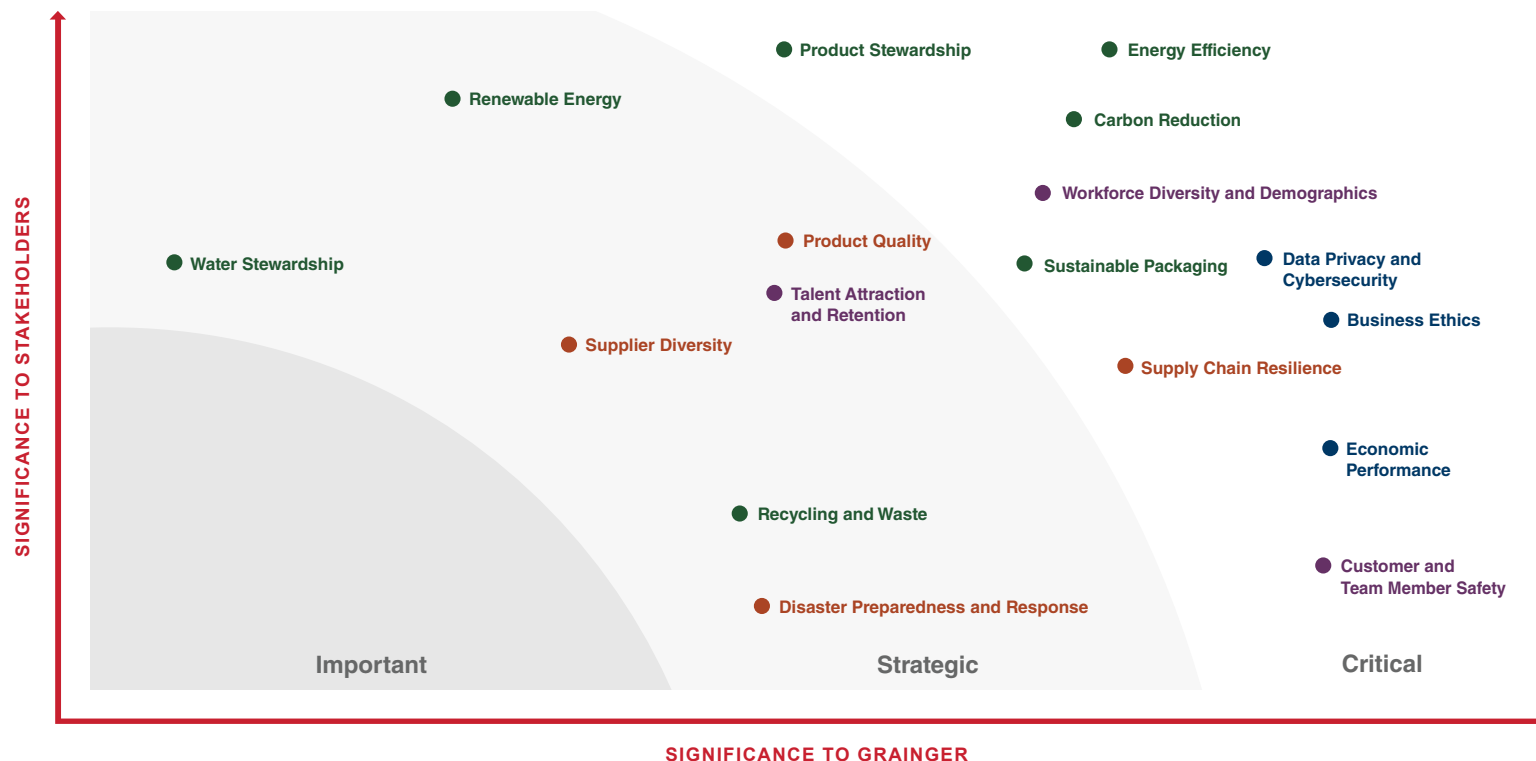 Product Stewardship
Energy Efficiency
Renewable Energy
Carbon Reduction
Workforce Diversity and Demographics
Product Quality
Water Stewardship
Sustainable Packaging
Data Privacy and
Cybersecurity
Talent Attraction
and Retention
Business Ethics
Supplier Diversity
Supply Chain Resilience
Economic
Performance
Recycling and Waste
Customer and
Team Member Safety
Disaster Preparedness and Response
Important
Strategic
Critical
SIGNIFICANCE TO STAKEHOLDERS
SIGNIFICANCE TO GRAINGER